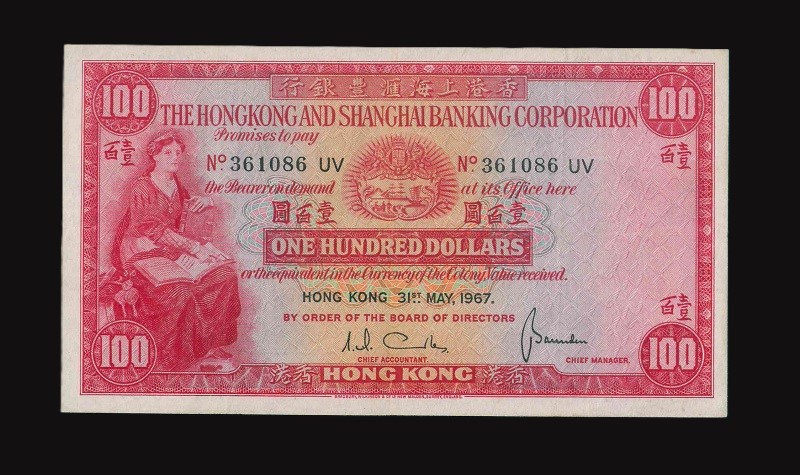 行銀豐滙海上港香
100 100
THE HONGKONG AND SHANGHAI BANKING CORPORATION
Promises to pay
百壹 百壹
Nº 361086 UV Nº 361086 UV
the Bearer on demand at its Office here
圓百壹 圓百壹
ONE HUNDRED DOLLARS
or the equivalent in the Currency of the Colony Value received.
HONG KONG 31ST MAY, 1967.
百壹
BY ORDER OF THE BOARD OF DIRECTORS
100 100
CHIEF ACCOUNTANT. CHIEF MANAGER.
港香 HONG KONG 港香